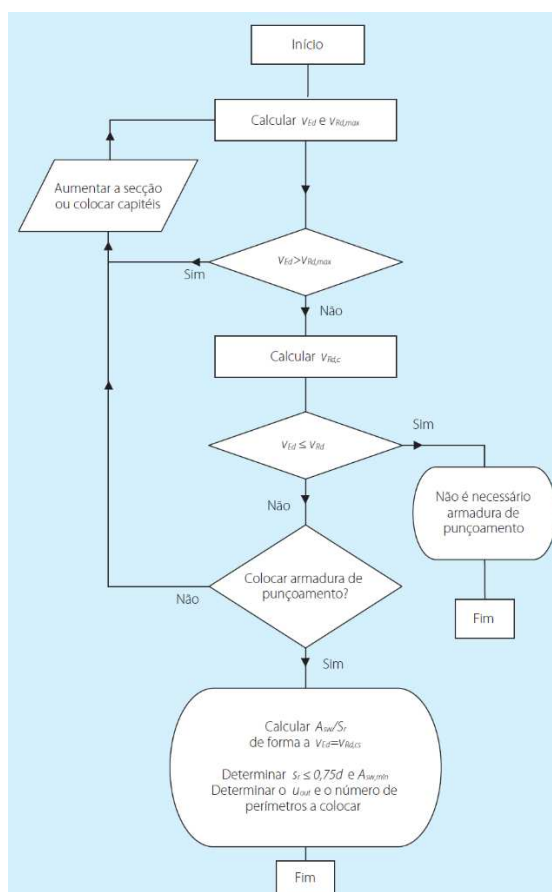 Início
Calcular vEd e vRd,max
Aumentar a secção
ou colocar capitéis
vEd>vRd,max
Sim
Não
Calcular vRd,c
vEd ≤ vRd
Sim
Não
Não é necessário
armadura de
punçoamento
Fim
Colocar armadura de
punçoamento?
Não
Sim
Calcular Asw/Sr
de forma a vEd=vRd,cs
Determinar sr ≤ 0,75d e Asw,min
Determinar o uout e o número de
perímetros a colocar
Fim